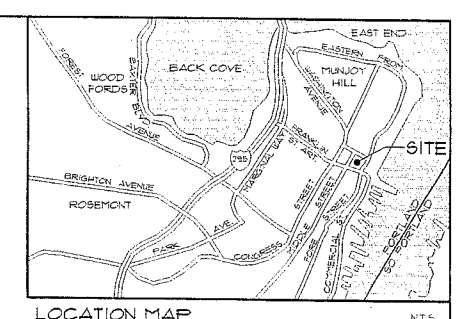 EAST END
EASTERN PROM
FOREST
AVENUE
WOOD
FORDS
BAXTER BLVD
BACK COVE
MUNJOY
HILL
WASHINGTON
AVENUE
FRANKLIN
ST ART.
SITE
295
MARGINAL WAY
BRIGHTON AVENUE
ROSEMONT
PARK AVE.
CONGRESS STREET
MIDDLE STREET
FORE STREET
COMMERCIAL ST.
PORTLAND
SO PORTLAND
LOCATION MAP
N.T.S.